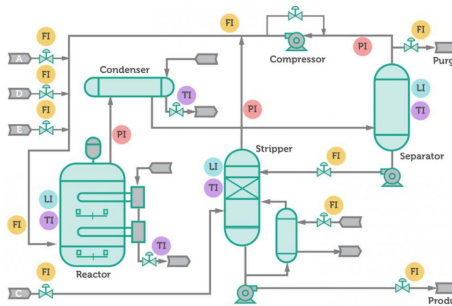 FI
FI
PI
FI
Purg
A
Compressor
FI
Condenser
D
TI
LI
TI
FI
E
PI
PI
Stripper
Separator
LI
FI
LI
TI
FI
TI
FI
TI
Reactor
FI
C
FI
Produ